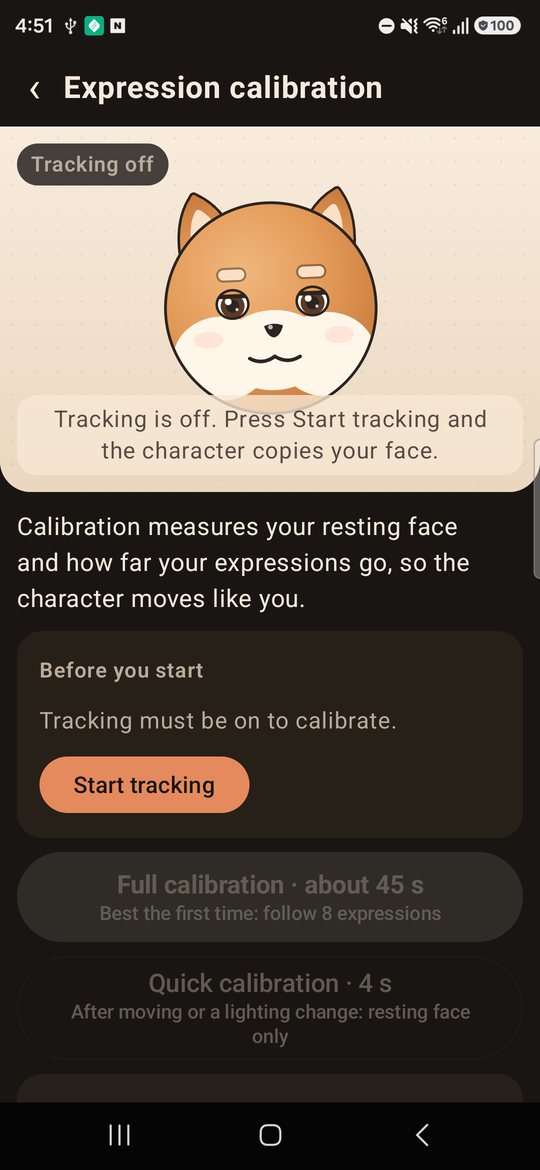 4:51
N
6
100
‹ Expression calibration
Tracking off
Tracking is off. Press Start tracking and
the character copies your face.
Calibration measures your resting face
and how far your expressions go, so the
character moves like you.
Before you start
Tracking must be on to calibrate.
Start tracking
Full calibration · about 45 s
Best the first time: follow 8 expressions
Quick calibration · 4 s
After moving or a lighting change: resting face
only